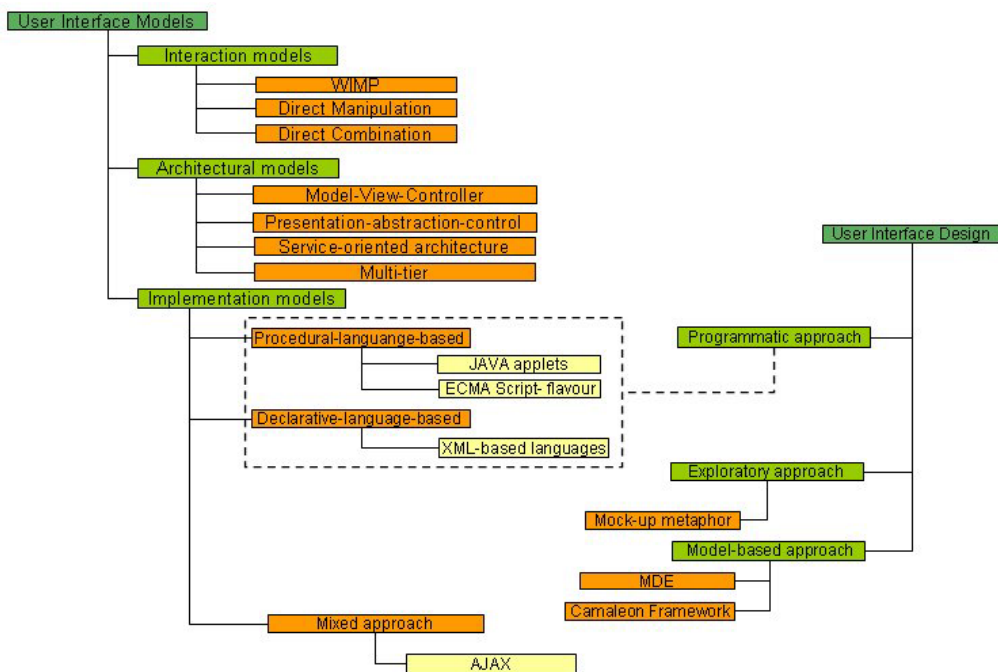 User Interface Models
Interaction models
WIMP
Direct Manipulation
Direct Combination
Architectural models
Model-View-Controller
Presentation-abstraction-control
Service-oriented architecture
Multi-tier
Implementation models
Procedural-languange-based
JAVA applets
ECMA Script- flavour
Declarative-language-based
XML-based languages
Mixed approach
AJAX
User Interface Design
Programmatic approach
Exploratory approach
Mock-up metaphor
Model-based approach
MDE
Camaleon Framework